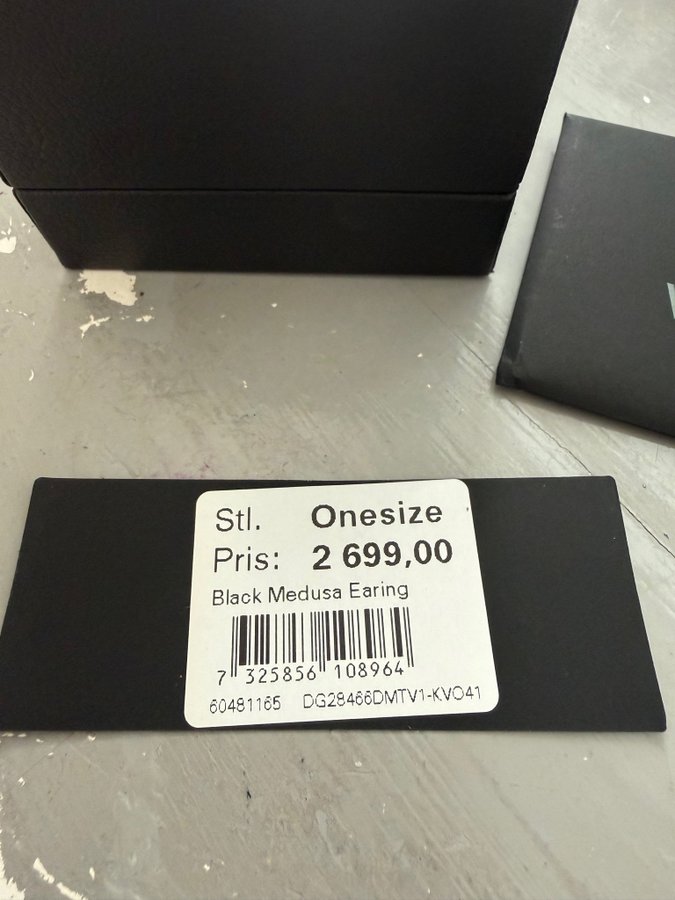 Stl. Onesize
Pris: 2 699,00
Black Medusa Earing
7 325856 108964
60481165 DG28466DMTV1-KVO41